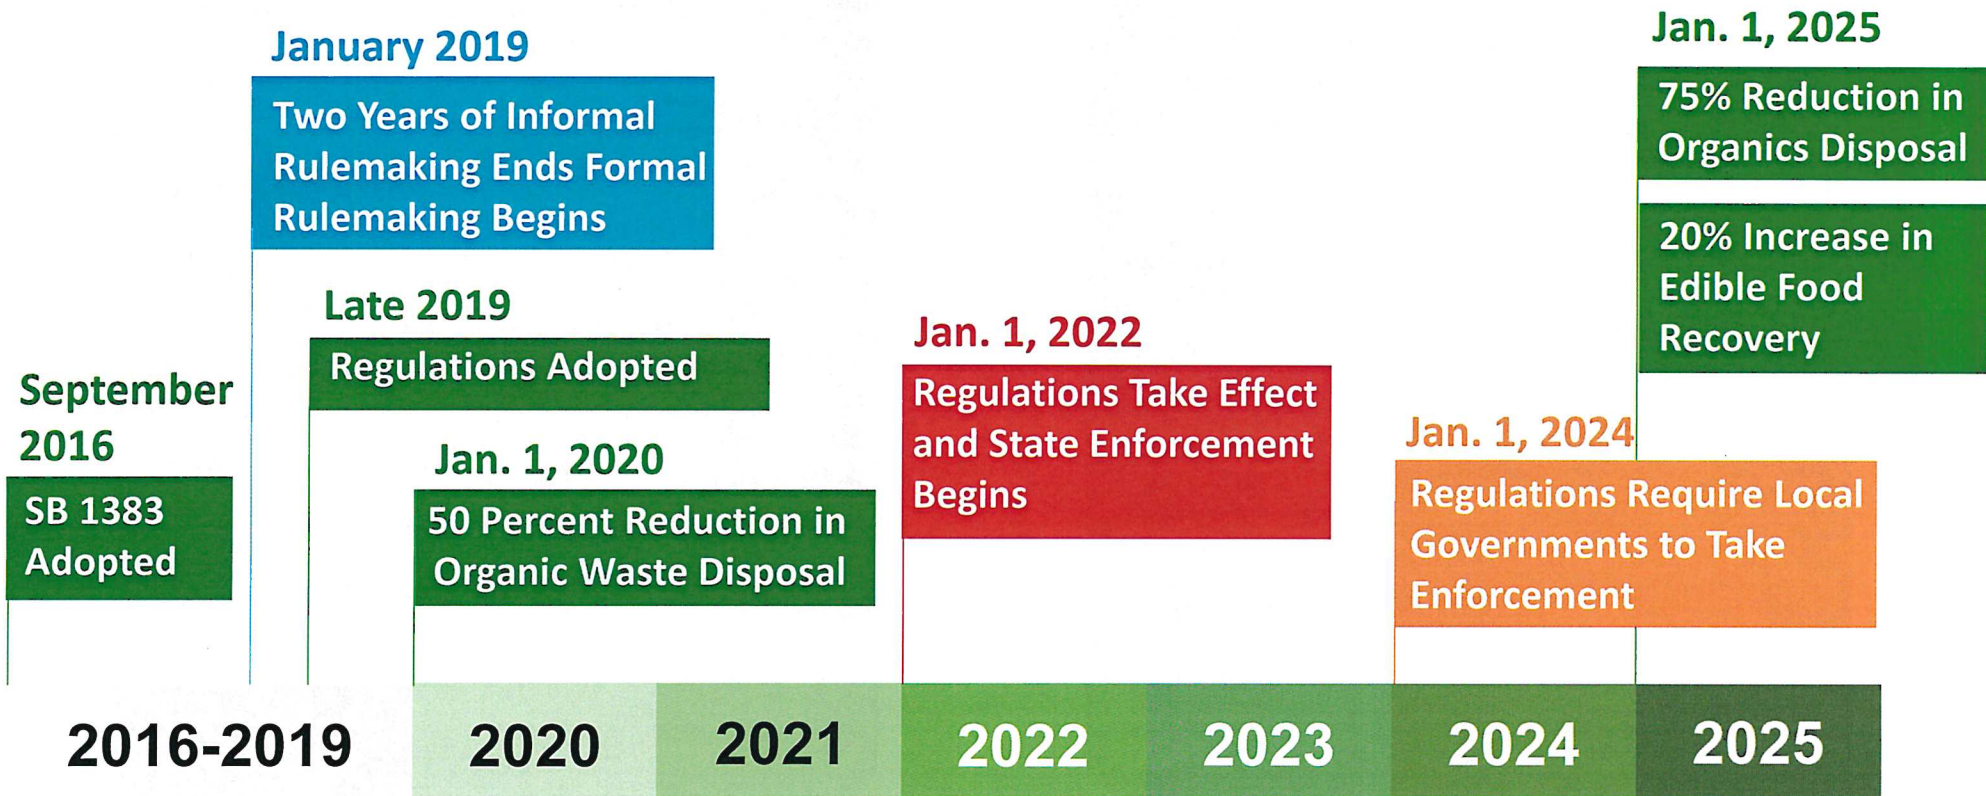 September
2016
SB 1383
Adopted
January 2019
Two Years of Informal
Rulemaking Ends Formal
Rulemaking Begins
Late 2019
Regulations Adopted
Jan. 1, 2020
50 Percent Reduction in
Organic Waste Disposal
Jan. 1, 2022
Regulations Take Effect
and State Enforcement
Begins
Jan. 1, 2024
Regulations Require Local
Governments to Take
Enforcement
Jan. 1, 2025
75% Reduction in
Organics Disposal
20% Increase in
Edible Food
Recovery
2016-2019
2020
2021
2022
2023
2024
2025